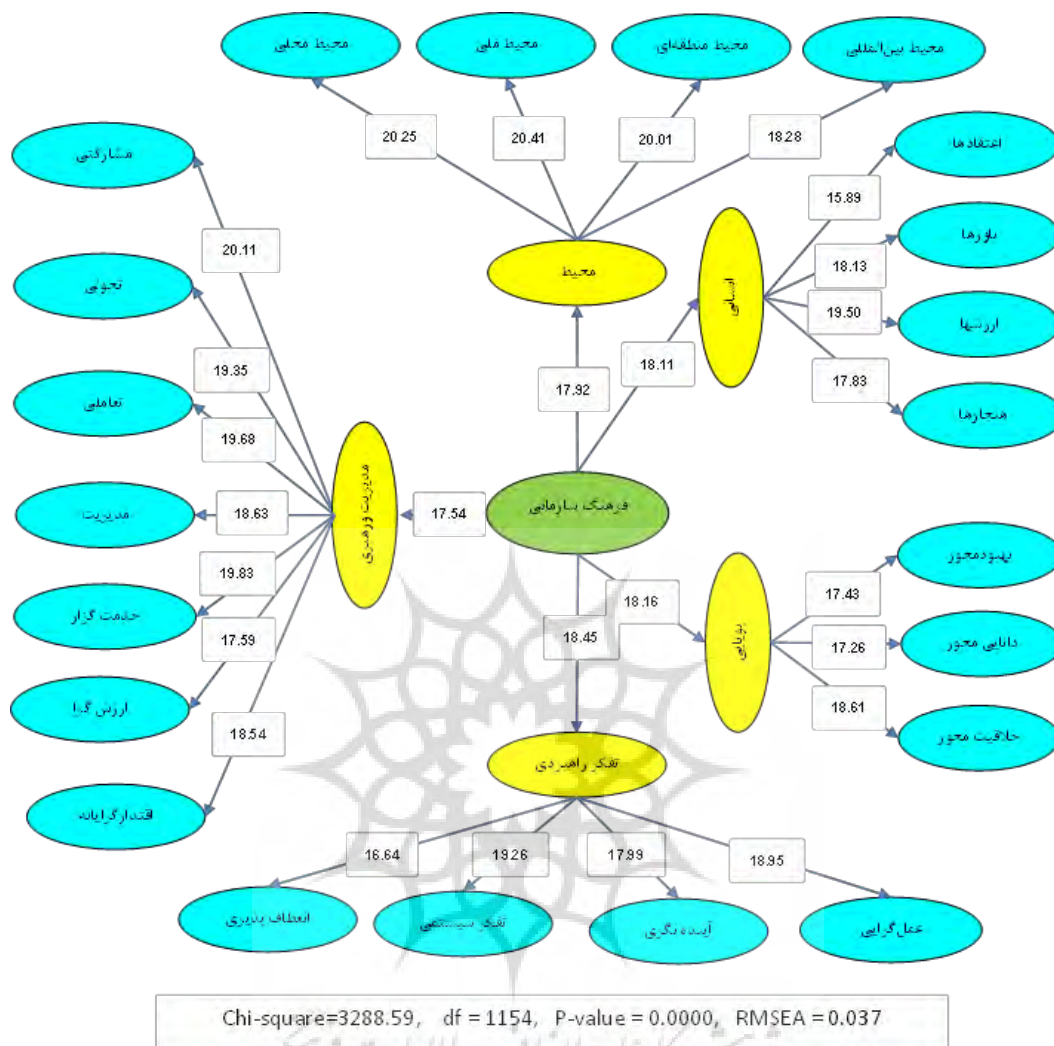 محیط محلی
محیط ملی
محیط منطقه‌ای
محیط بین‌المللی
20.25
20.41
20.01
18.28
مشارکتی
تحولی
تعاملی
مدیریت
خدمت گزار
ارزش گرا
اقتدارگرایانه
20.11
19.35
19.68
18.63
19.83
17.59
18.54
مدیریت ورهبری
17.54
محیط
17.92
18.11
انسانی
15.89
18.13
19.50
17.83
اعتقادها
باورها
ارزشها
هنجارها
فرهنگ سازمانی
18.45
18.16
پویایی
17.43
17.26
18.61
بهبودمحور
دانایی محور
خلاقیت محور
تفکر راهبردی
16.64
19.26
17.99
18.95
انعطاف پذیری
تفکر سیستمی
آینده نگری
عمل‌گرایی
Chi-square=3288.59, df = 1154, P-value = 0.0000, RMSEA = 0.037